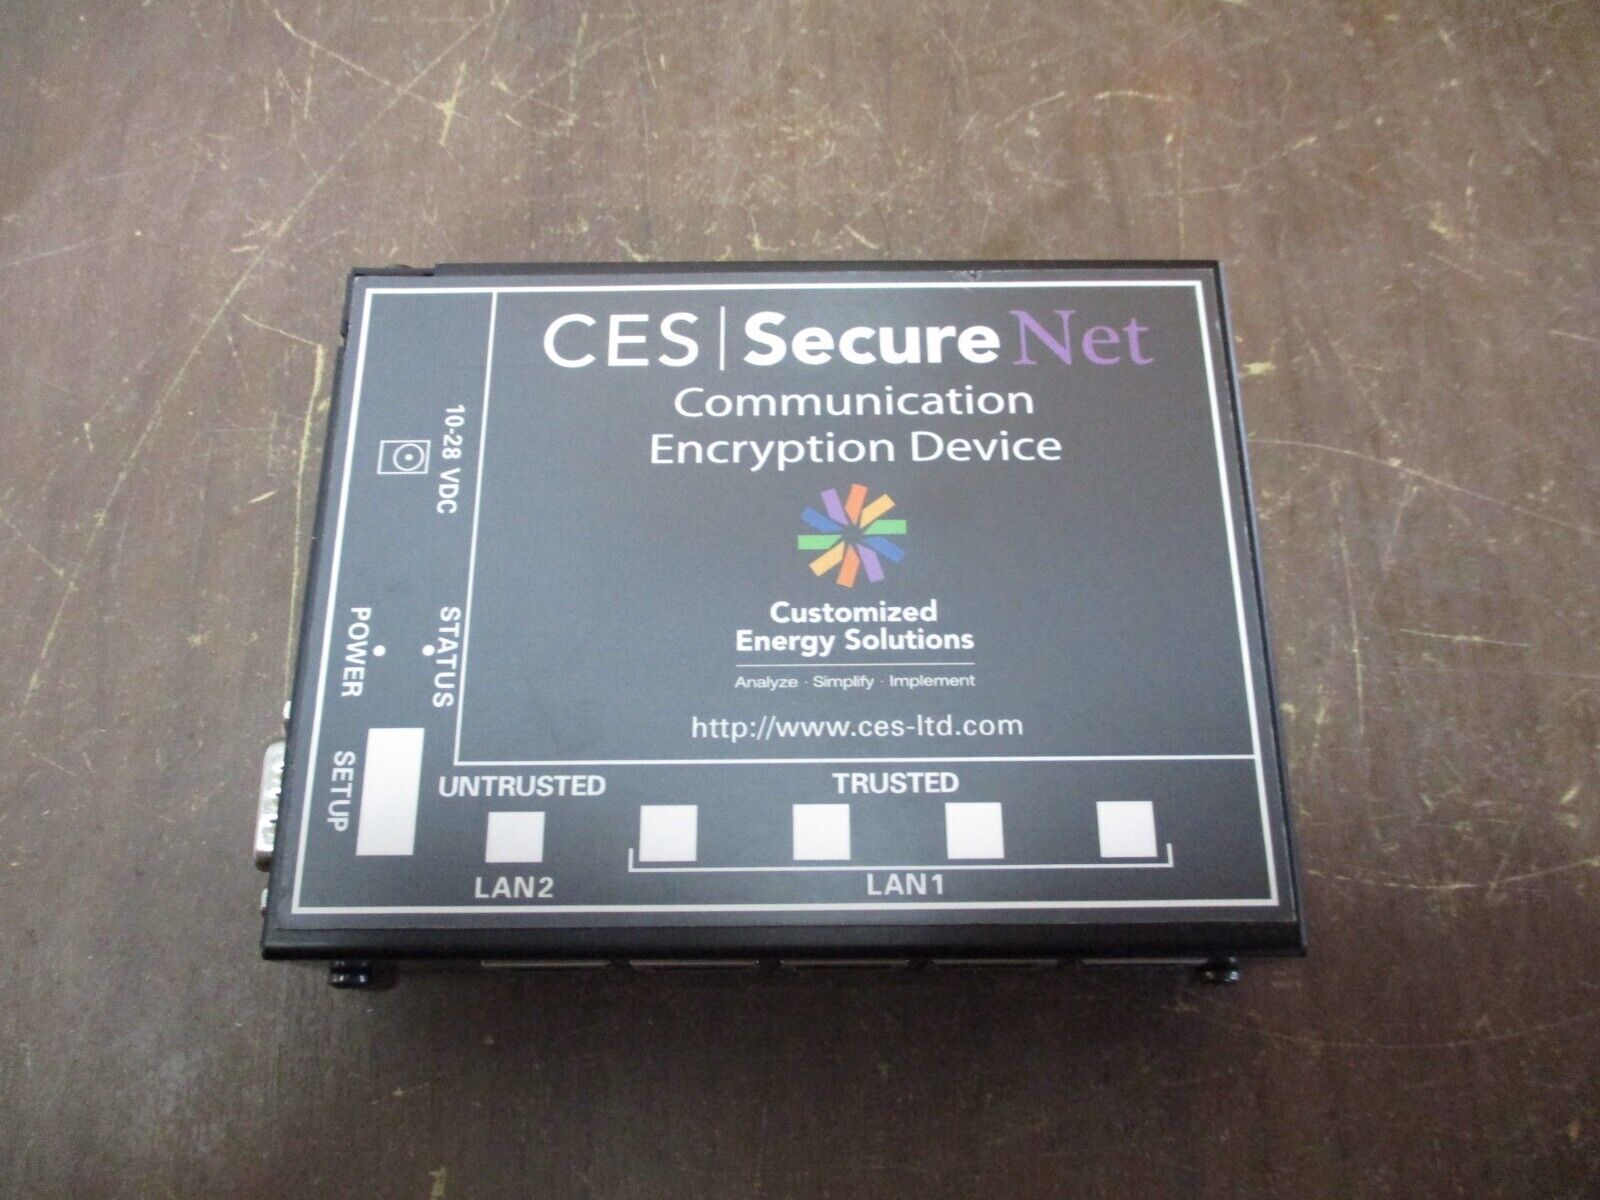 CES | Secure Net
Communication
Encryption Device
Customized
Energy Solutions
Analyze · Simplify · Implement
http://www.ces-ltd.com
10-28 VDC
STATUS
POWER
SETUP
UNTRUSTED
TRUSTED
LAN2
LAN1